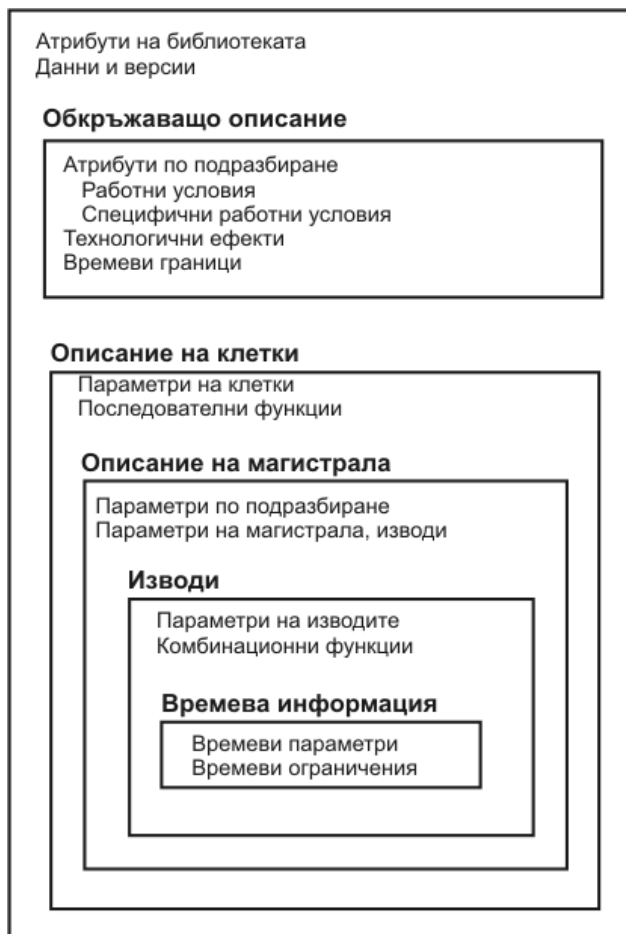 Атрибути на библиотеката
Данни и версии
Обкръжаващо описание
Атрибути по подразбиране
Работни условия
Специфични работни условия
Технологични ефекти
Времеви граници
Описание на клетки
Параметри на клетки
Последователни функции
Описание на магистрала
Параметри по подразбиране
Параметри на магистрала, изводи
Изводи
Параметри на изводите
Комбинационни функции
Времева информация
Времеви параметри
Времеви ограничения